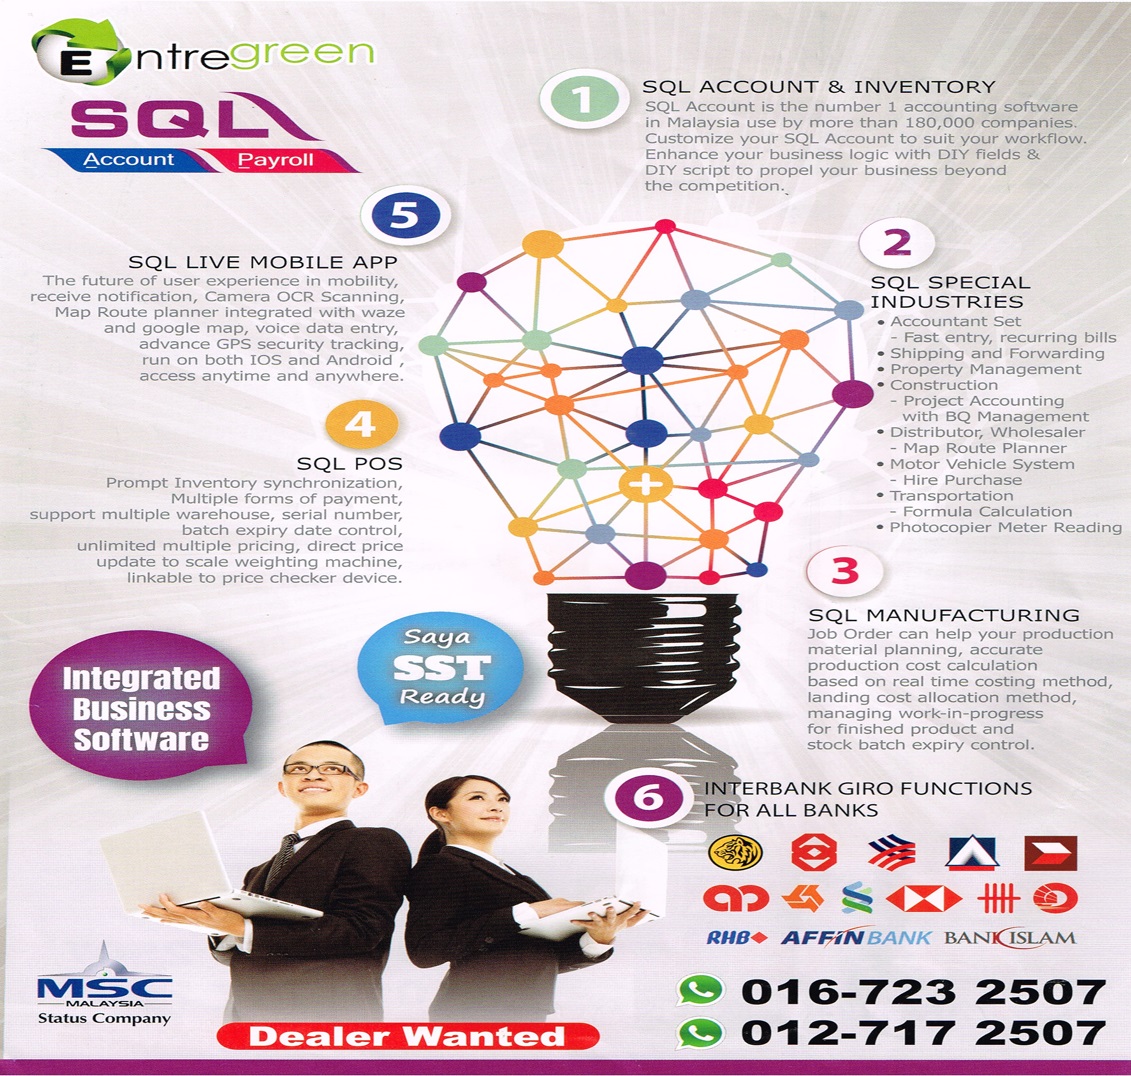 Entregreen
SQL
Account
Payroll
1
SQL ACCOUNT & INVENTORY
SQL Account is the number 1 accounting software
in Malaysia use by more than 180,000 companies.
Customize your SQL Account to suit your workflow.
Enhance your business logic with DIY fields &
DIY script to propel your business beyond
the competition.
2
SQL SPECIAL
INDUSTRIES
• Accountant Set
- Fast entry, recurring bills
• Shipping and Forwarding
• Property Management
• Construction
- Project Accounting
with BQ Management
• Distributor, Wholesaler
- Map Route Planner
• Motor Vehicle System
- Hire Purchase
• Transportation
- Formula Calculation
• Photocopier Meter Reading
3
SQL MANUFACTURING
Job Order can help your production
material planning, accurate
production cost calculation
based on real time costing method,
landing cost allocation method,
managing work-in-progress
for finished product and
stock batch expiry control.
4
SQL POS
Prompt Inventory synchronization,
Multiple forms of payment,
support multiple warehouse, serial number,
batch expiry date control,
unlimited multiple pricing, direct price
update to scale weighting machine,
linkable to price checker device.
5
SQL LIVE MOBILE APP
The future of user experience in mobility,
receive notification, Camera OCR Scanning,
Map Route planner integrated with waze
and google map, voice data entry,
advance GPS security tracking,
run on both IOS and Android ,
access anytime and anywhere.
Integrated
Business
Software
Saya
SST
Ready
6
INTERBANK GIRO FUNCTIONS
FOR ALL BANKS
RHB
AFFIN BANK
BANK ISLAM
MSC
MALAYSIA
Status Company
Dealer Wanted
016-723 2507
012-717 2507